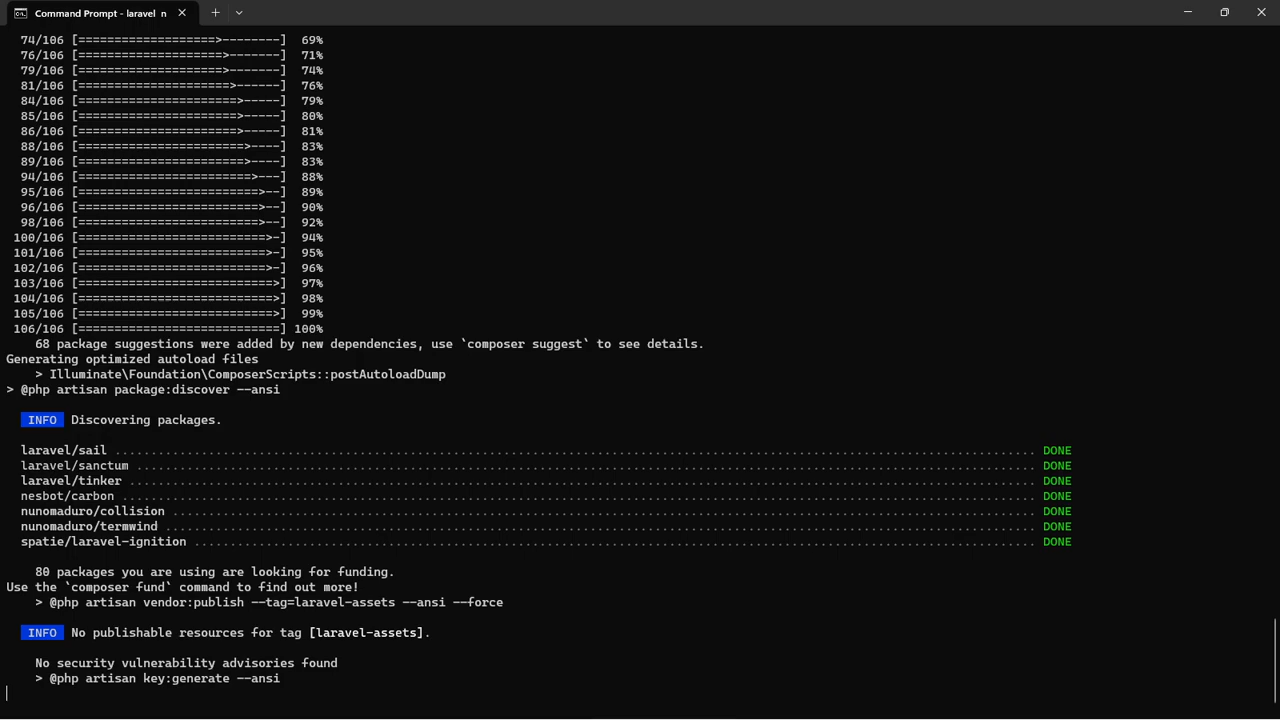 Command Prompt - laravel n
74/106 [===================>--------]  69%
76/106 [====================>-------]  71%
79/106 [====================>-------]  74%
81/106 [=====================>------]  76%
84/106 [======================>-----]  79%
85/106 [======================>-----]  80%
86/106 [======================>-----]  81%
88/106 [=======================>----]  83%
89/106 [=======================>----]  83%
94/106 [========================>---]  88%
95/106 [=========================>--]  89%
96/106 [=========================>--]  90%
98/106 [=========================>--]  92%
100/106 [==========================>-]  94%
101/106 [==========================>-]  95%
102/106 [==========================>-]  96%
103/106 [===========================>]  97%
104/106 [===========================>]  98%
105/106 [===========================>]  99%
106/106 [============================] 100%
68 package suggestions were added by new dependencies, use `composer suggest` to see details.
Generating optimized autoload files
> Illuminate\Foundation\ComposerScripts::postAutoloadDump
> @php artisan package:discover --ansi
INFO Discovering packages.
laravel/sail ........................................ DONE
laravel/sanctum ........................................ DONE
laravel/tinker ........................................ DONE
nesbot/carbon ........................................ DONE
nunomaduro/collision ........................................ DONE
nunomaduro/termwind ........................................ DONE
spatie/laravel-ignition ........................................ DONE
80 packages you are using are looking for funding.
Use the `composer fund` command to find out more!
> @php artisan vendor:publish --tag=laravel-assets --ansi --force
INFO No publishable resources for tag [laravel-assets].
No security vulnerability advisories found
> @php artisan key:generate --ansi